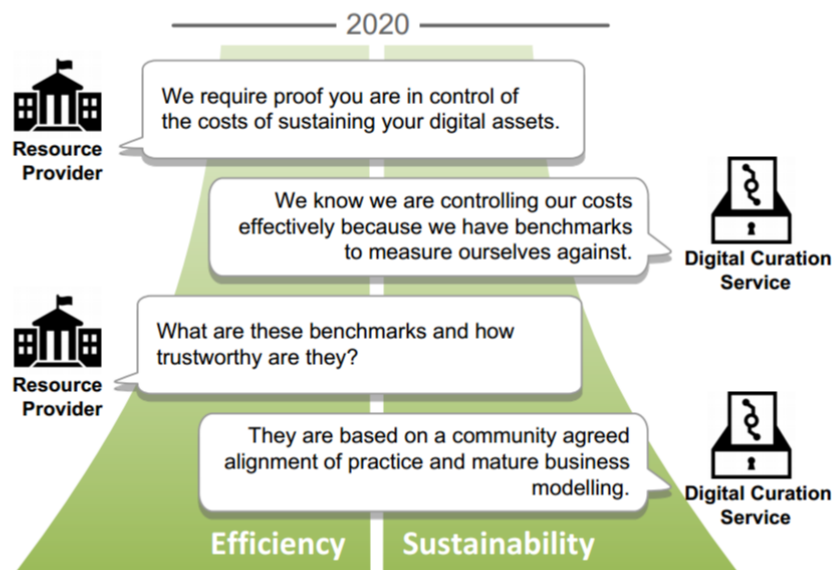 2020
We require proof you are in control of
the costs of sustaining your digital assets.
Resource
Provider
We know we are controlling our costs
effectively because we have benchmarks
to measure ourselves against.
Digital Curation
Service
What are these benchmarks and how
trustworthy are they?
Resource
Provider
They are based on a community agreed
alignment of practice and mature business
modelling.
Digital Curation
Service
Efficiency
Sustainability